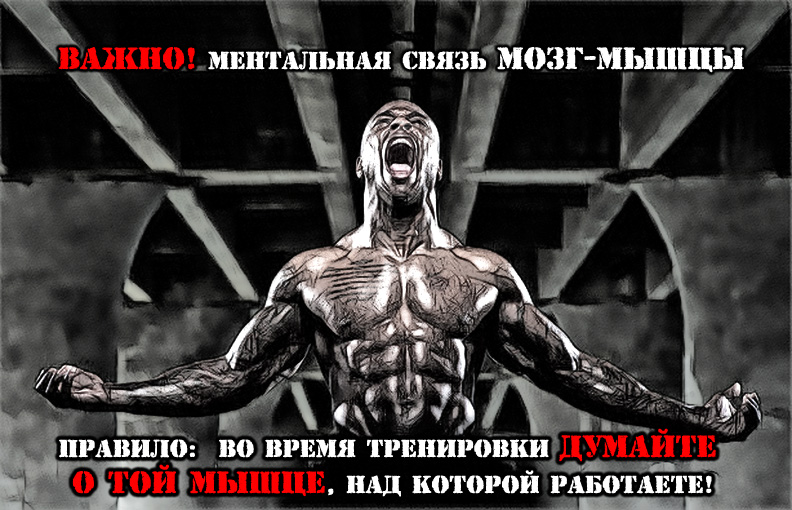 ВАЖНО! МЕНТАЛЬНАЯ СВЯЗЬ МОЗГ-МЫШЦЫ
ПРАВИЛО: ВО ВРЕМЯ ТРЕНИРОВКИ ДУМАЙТЕ
О ТОЙ МЫШЦЕ, НАД КОТОРОЙ РАБОТАЕТЕ!